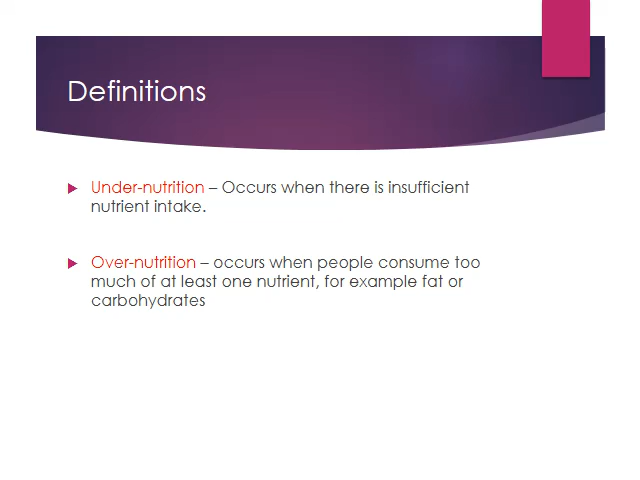 Definitions
Under-nutrition – Occurs when there is insufficient
nutrient intake.
Over-nutrition – occurs when people consume too
much of at least one nutrient, for example fat or
carbohydrates